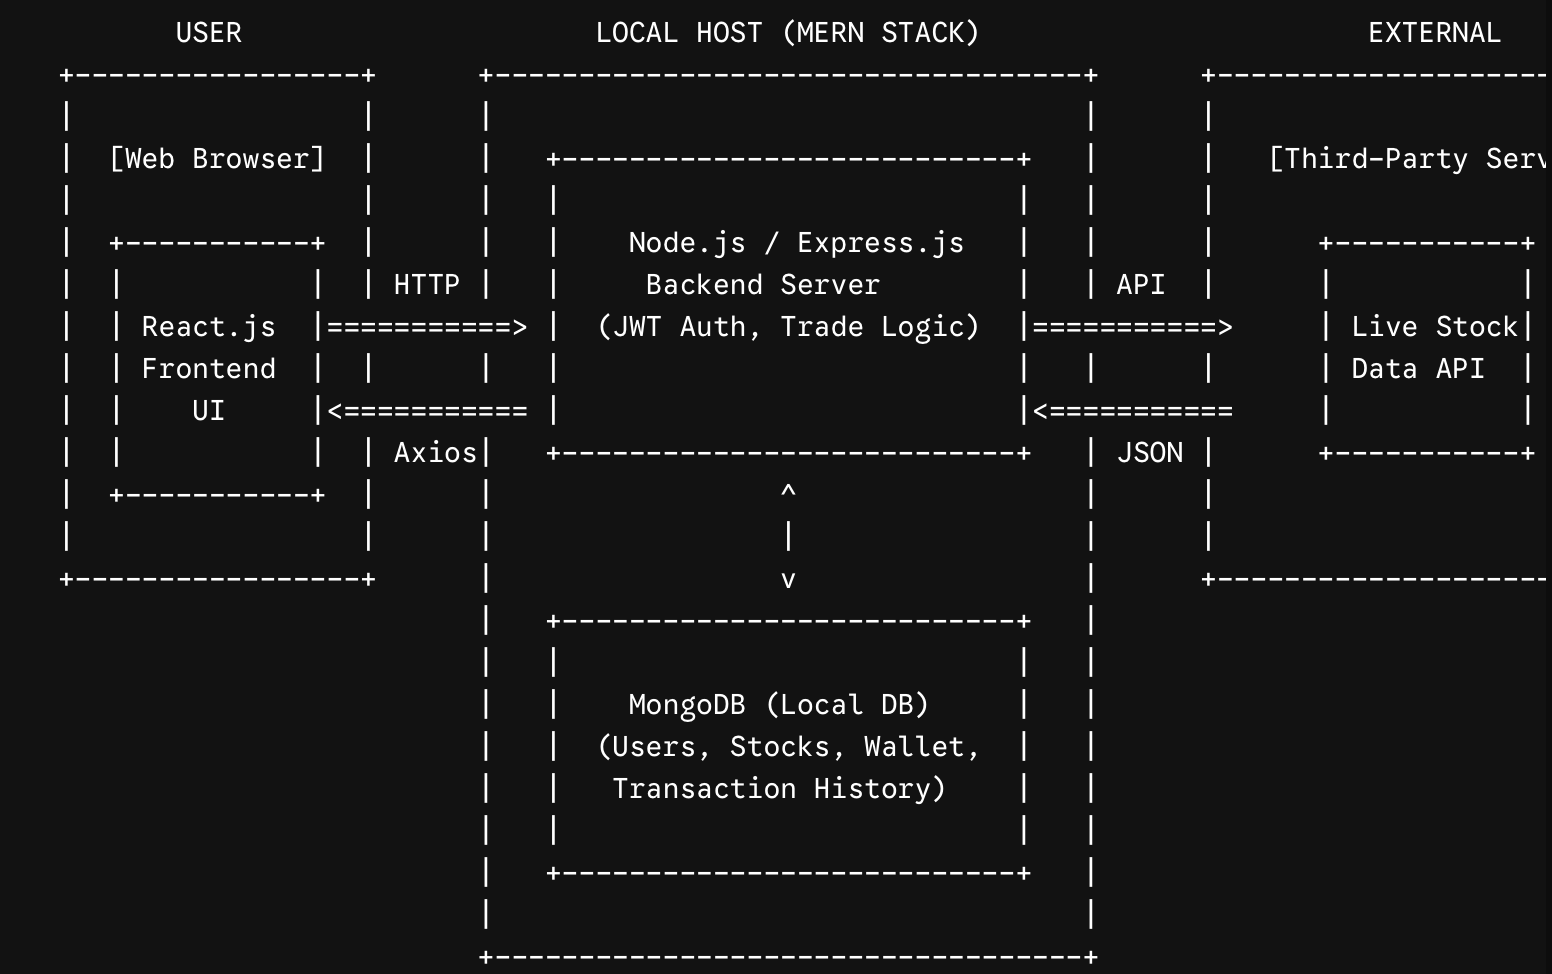 USER LOCAL HOST (MERN STACK) EXTERNAL
[Web Browser] [Third-Party Serv
Node.js / Express.js
HTTP Backend Server API
React.js (JWT Auth, Trade Logic) Live Stock
Frontend Data API
UI
Axios JSON
MongoDB (Local DB)
(Users, Stocks, Wallet,
Transaction History)